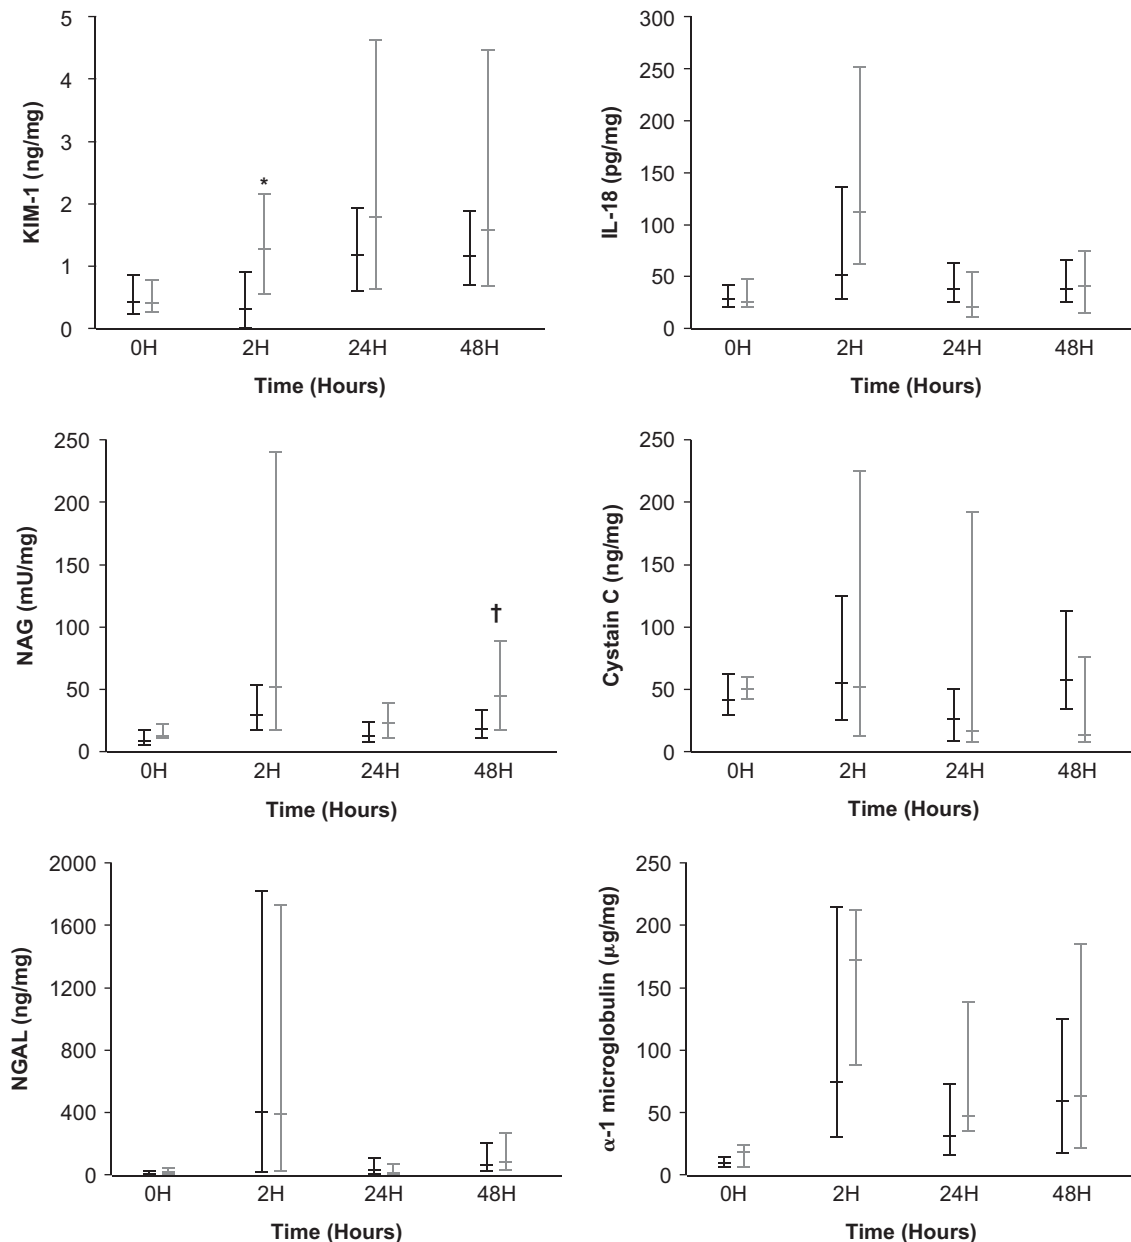 KIM-1 (ng/mg)
5
4
3
2
1
0
*
0H 2H 24H 48H
Time (Hours)
IL-18 (pg/mg)
300
250
200
150
100
50
0
0H 2H 24H 48H
Time (Hours)
NAG (mU/mg)
250
200
150
100
50
0
†
0H 2H 24H 48H
Time (Hours)
Cystain C (ng/mg)
250
200
150
100
50
0
0H 2H 24H 48H
Time (Hours)
NGAL (ng/mg)
2000
1600
1200
800
400
0
0H 2H 24H 48H
Time (Hours)
α-1 microglobulin (μg/mg)
250
200
150
100
50
0
0H 2H 24H 48H
Time (Hours)